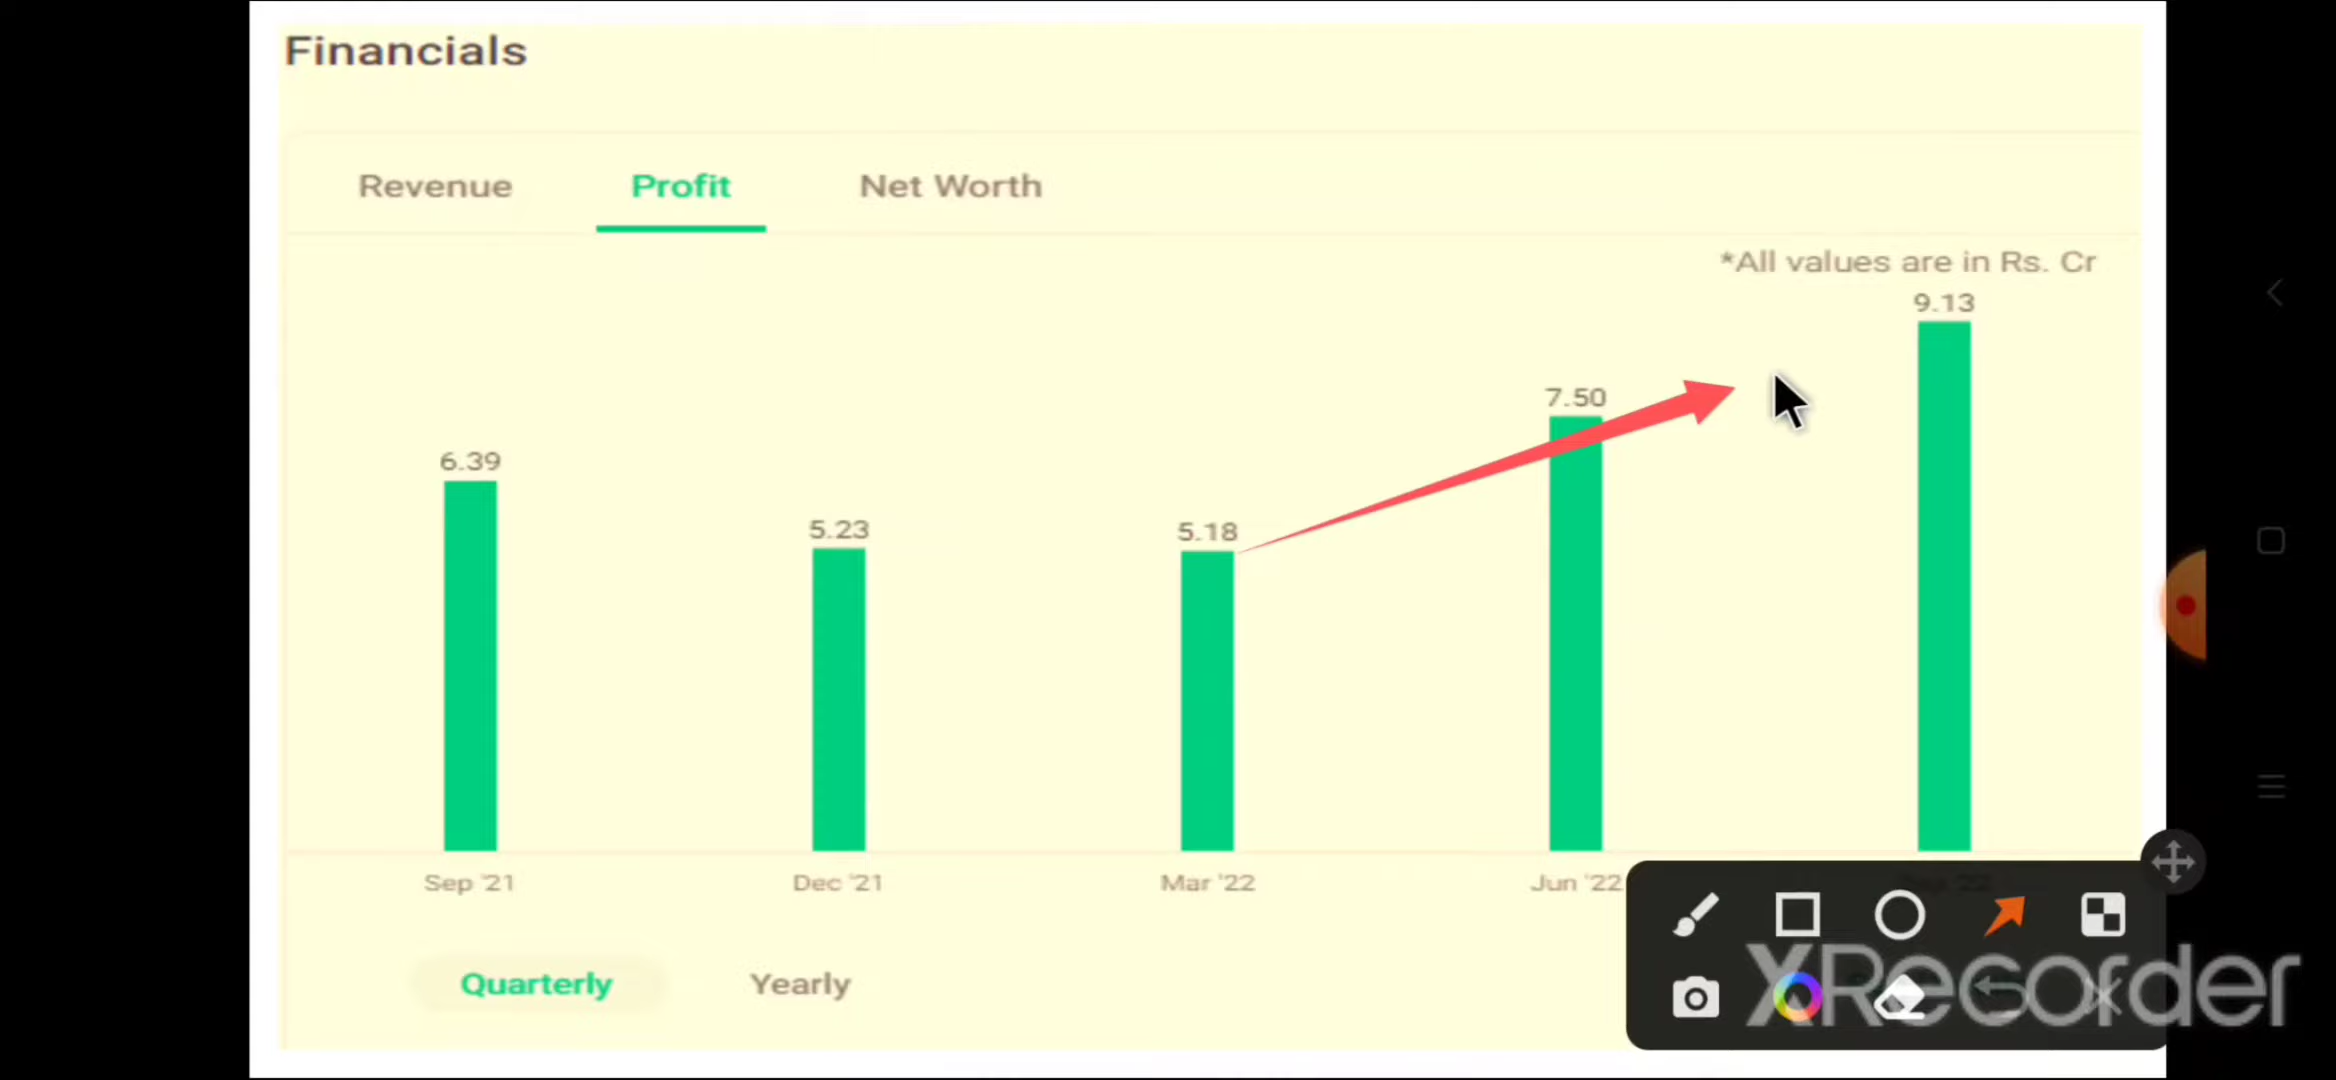 Financials
Revenue Profit Net Worth
*All values are in Rs. Cr
9.13
7.50
6.39
5.23
5.18
Sep '21 Dec '21 Mar '22 Jun '22
Quarterly Yearly
XRecorder